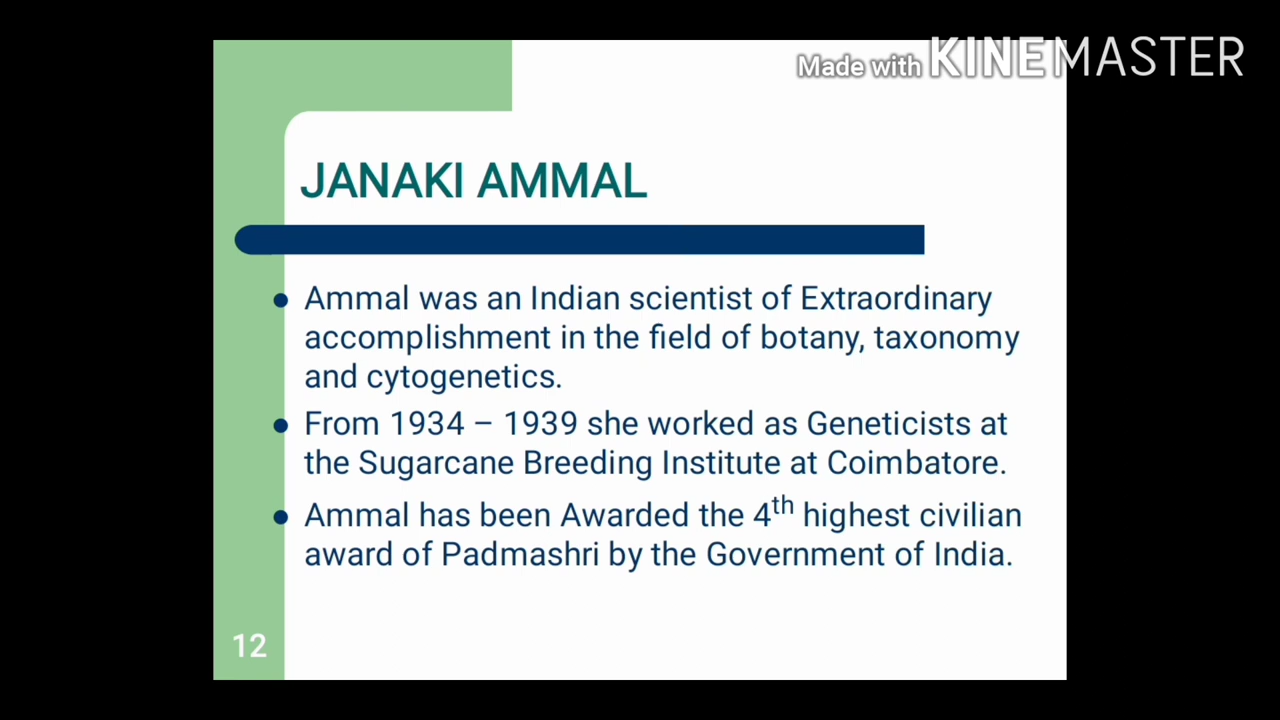 Made with KINEMASTER
JANAKI AMMAL
Ammal was an Indian scientist of Extraordinary
accomplishment in the field of botany, taxonomy
and cytogenetics.
From 1934 – 1939 she worked as Geneticists at
the Sugarcane Breeding Institute at Coimbatore.
Ammal has been Awarded the 4th highest civilian
award of Padmashri by the Government of India.
12